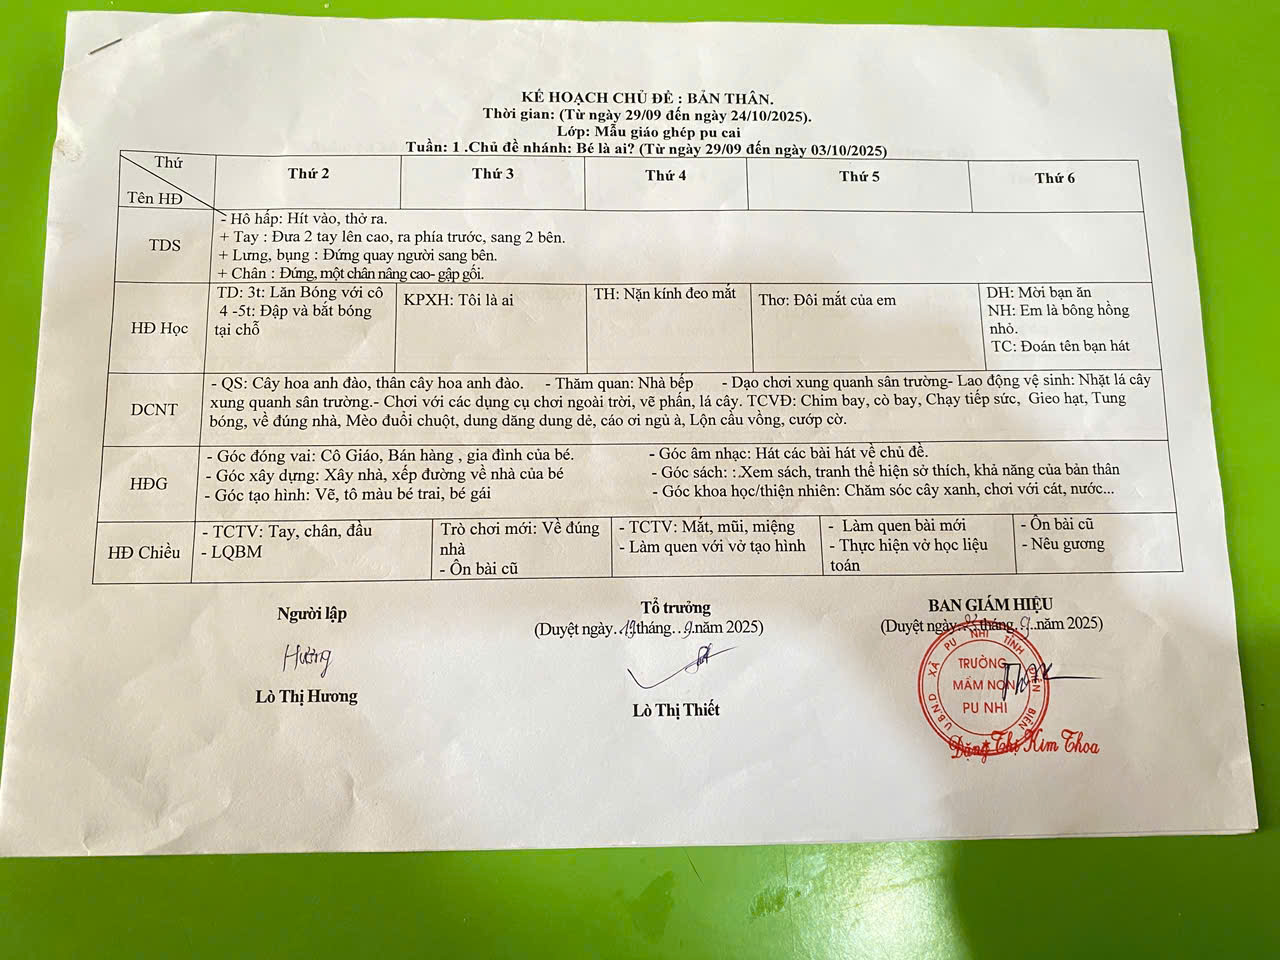 KẾ HOẠCH CHỦ ĐỀ : BẢN THÂN.
Thời gian: (Từ ngày 29/09 đến ngày 24/10/2025).
Lớp: Mẫu giáo ghép pu cai
Tuần: 1 .Chủ đề nhánh: Bé là ai? (Từ ngày 29/09 đến ngày 03/10/2025)
Thứ
Tên HĐ
Thứ 2
Thứ 3
Thứ 4
Thứ 5
Thứ 6
TDS
- Hô hấp: Hít vào, thở ra.
+ Tay : Đưa 2 tay lên cao, ra phía trước, sang 2 bên.
+ Lưng, bụng : Đứng quay người sang bên.
+ Chân : Đứng, một chân nâng cao- gập gối.
HĐ Học
TD: 3t: Lăn Bóng với cô
4 -5t: Đập và bắt bóng
tại chỗ
KPXH: Tôi là ai
TH: Nặn kính đeo mắt
Thơ: Đôi mắt của em
DH: Mời bạn ăn
NH: Em là bông hồng
nhỏ.
TC: Đoán tên bạn hát
DCNT
- QS: Cây hoa anh đào, thân cây hoa anh đào. - Thăm quan: Nhà bếp - Dạo chơi xung quanh sân trường- Lao động vệ sinh: Nhặt lá cây
xung quanh sân trường.- Chơi với các dụng cụ chơi ngoài trời, vẽ phấn, lá cây. TCVĐ: Chim bay, cò bay, Chạy tiếp sức, Gieo hạt, Tung
bóng, về đúng nhà, Mèo đuổi chuột, dung dăng dung dẻ, cáo ơi ngủ à, Lộn cầu vồng, cướp cờ.
HĐG
- Góc đóng vai: Cô Giáo, Bán hàng , gia đình của bé.
- Góc xây dựng: Xây nhà, xếp đường về nhà của bé
- Góc tạo hình: Vẽ, tô màu bé trai, bé gái
- Góc âm nhạc: Hát các bài hát về chủ đề.
- Góc sách: :.Xem sách, tranh thể hiện sở thích, khả năng của bản thân
- Góc khoa học/thiện nhiên: Chăm sóc cây xanh, chơi với cát, nước...
HĐ Chiều
- TCTV: Tay, chân, đầu
- LQBM
Trò chơi mới: Về đúng
nhà
- Ôn bài cũ
- TCTV: Mắt, mũi, miệng
- Làm quen với vở tạo hình
- Làm quen bài mới
- Thực hiện vở học liệu
toán
- Ôn bài cũ
- Nêu gương
Người lập
Hương
Lò Thị Hương
Tổ trưởng
(Duyệt ngày..19tháng..9.năm 2025)
Lò Thị Thiết
BAN GIÁM HIỆU
(Duyệt ngày tháng..9..năm 2025)
U.B.N.D XÃ PU NHI TỈNH ĐIỆN BIÊN
TRƯỜNG
MẦM NON
PU NHI
Đặng Thị Kim Thoa